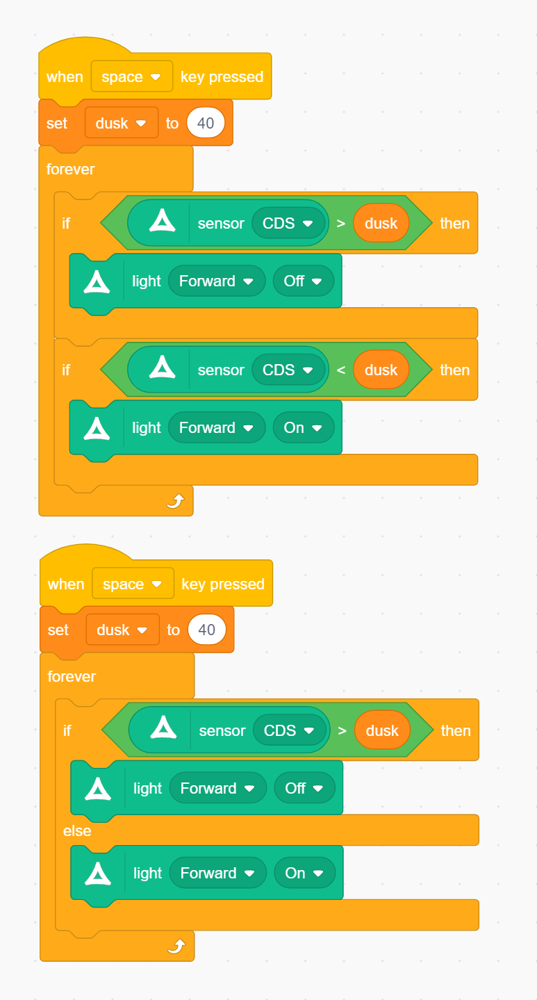 when space key pressed
set dusk to 40
forever
if sensor CDS > dusk then
light Forward Off
if sensor CDS < dusk then
light Forward On
when space key pressed
set dusk to 40
forever
if sensor CDS > dusk then
light Forward Off
else
light Forward On